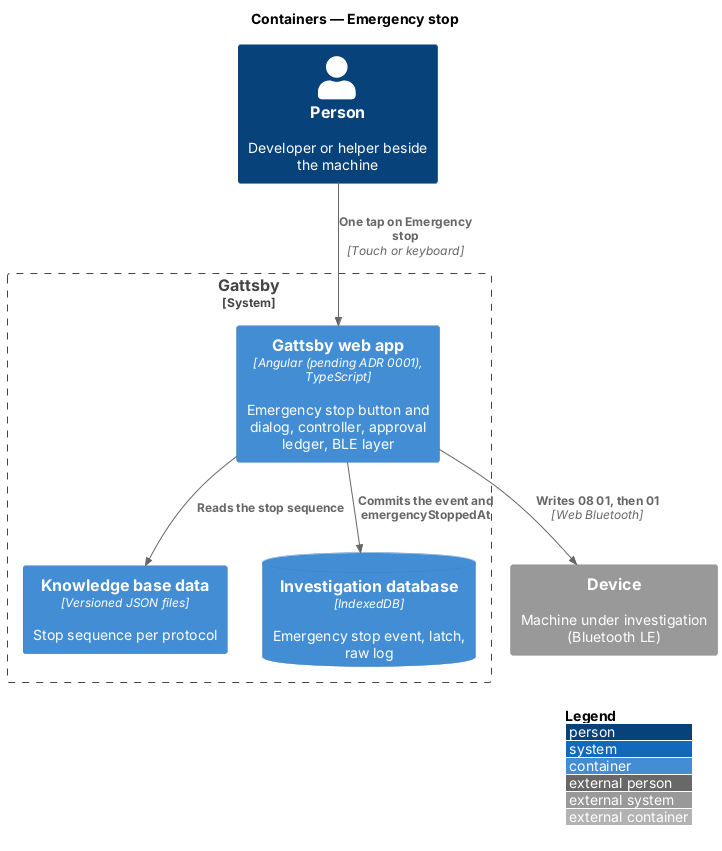 Containers — Emergency stop
Person
Developer or helper beside
the machine
One tap on Emergency
stop
[Touch or keyboard]
Gattsby
[System]
Gattsby web app
[Angular (pending ADR 0001),
TypeScript]
Emergency stop button and
dialog, controller, approval
ledger, BLE layer
Reads the stop sequence
Commits the event and
emergencyStoppedAt
Writes 08 01, then 01
[Web Bluetooth]
Knowledge base data
[Versioned JSON files]
Stop sequence per protocol
Investigation database
[IndexedDB]
Emergency stop event, latch,
raw log
Device
Machine under investigation
(Bluetooth LE)
Legend
person
system
container
external person
external system
external container